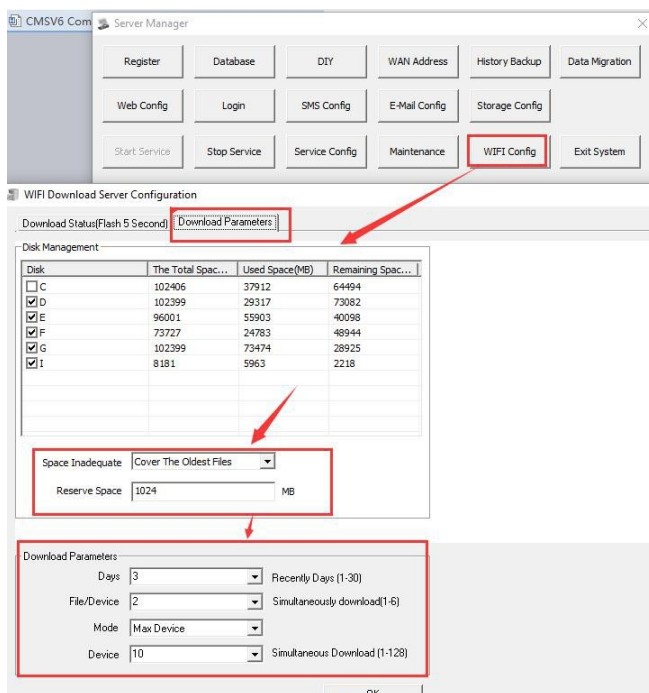 CMSV6 Com
Server Manager
Register Database DIY WAN Address History Backup Data Migration
Web Config Login SMS Config E-Mail Config Storage Config
Start Service Stop Service Service Config Maintenance WIFI Config Exit System
WIFI Download Server Configuration
Download Status(Flash 5 Second) Download Parameters
Disk Management
Disk The Total Spac... Used Space(MB) Remaining Spac...
C 102406 37912 64494
D 102399 29317 73082
E 96001 55903 40098
F 73727 24783 48944
G 102399 73474 28925
I 8181 5963 2218
Space Inadequate Cover The Oldest Files
Reserve Space 1024 MB
Download Parameters
Days 3 Recently Days (1-30)
File/Device 2 Simultaneously download(1-6)
Mode Max Device
Device 10 Simultaneous Download (1-128)
OK